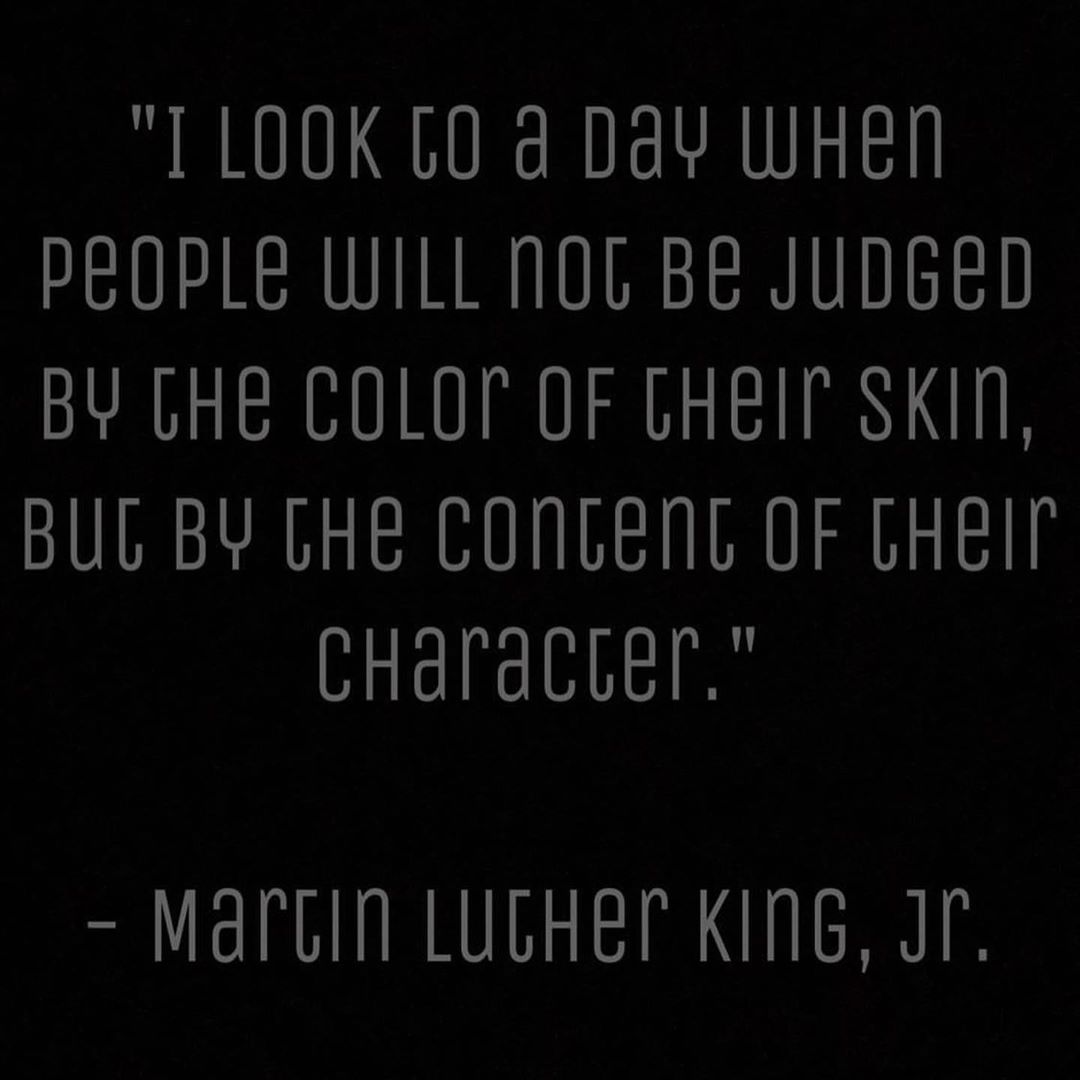 "I LOOK to a Day WHen
PeOPLe WILL not Be JuDGeD
By tHe COLOr OF tHeIr SKIn,
But By tHe COntent OF tHeIr
CHaracter."
- Martin LutHer KinG, Jr.